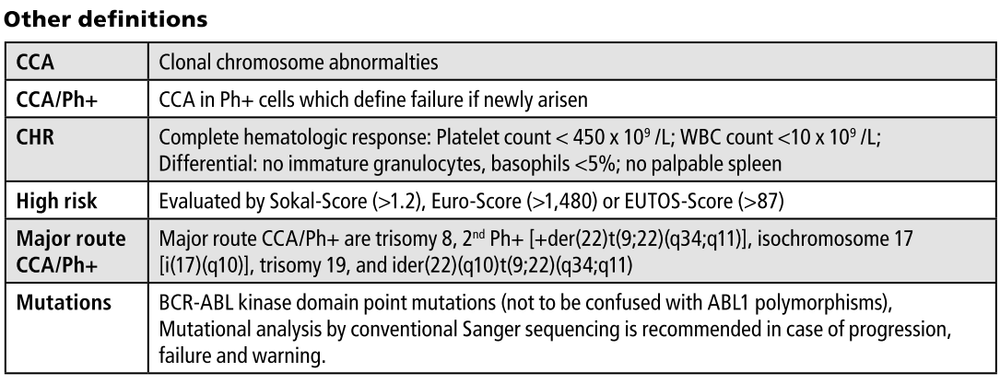 Other definitions
CCA Clonal chromosome abnormalties
CCA/Ph+ CCA in Ph+ cells which define failure if newly arisen
CHR Complete hematologic response: Platelet count < 450 x 10⁹ /L; WBC count <10 x 10⁹ /L;
Differential: no immature granulocytes, basophils <5%; no palpable spleen
High risk Evaluated by Sokal-Score (>1.2), Euro-Score (>1,480) or EUTOS-Score (>87)
Major route Major route CCA/Ph+ are trisomy 8, 2ⁿᵈ Ph+ [+der(22)t(9;22)(q34;q11)], isochromosome 17
CCA/Ph+ [i(17)(q10)], trisomy 19, and ider(22)(q10)t(9;22)(q34;q11)
Mutations BCR-ABL kinase domain point mutations (not to be confused with ABL1 polymorphisms),
Mutational analysis by conventional Sanger sequencing is recommended in case of progression,
failure and warning.